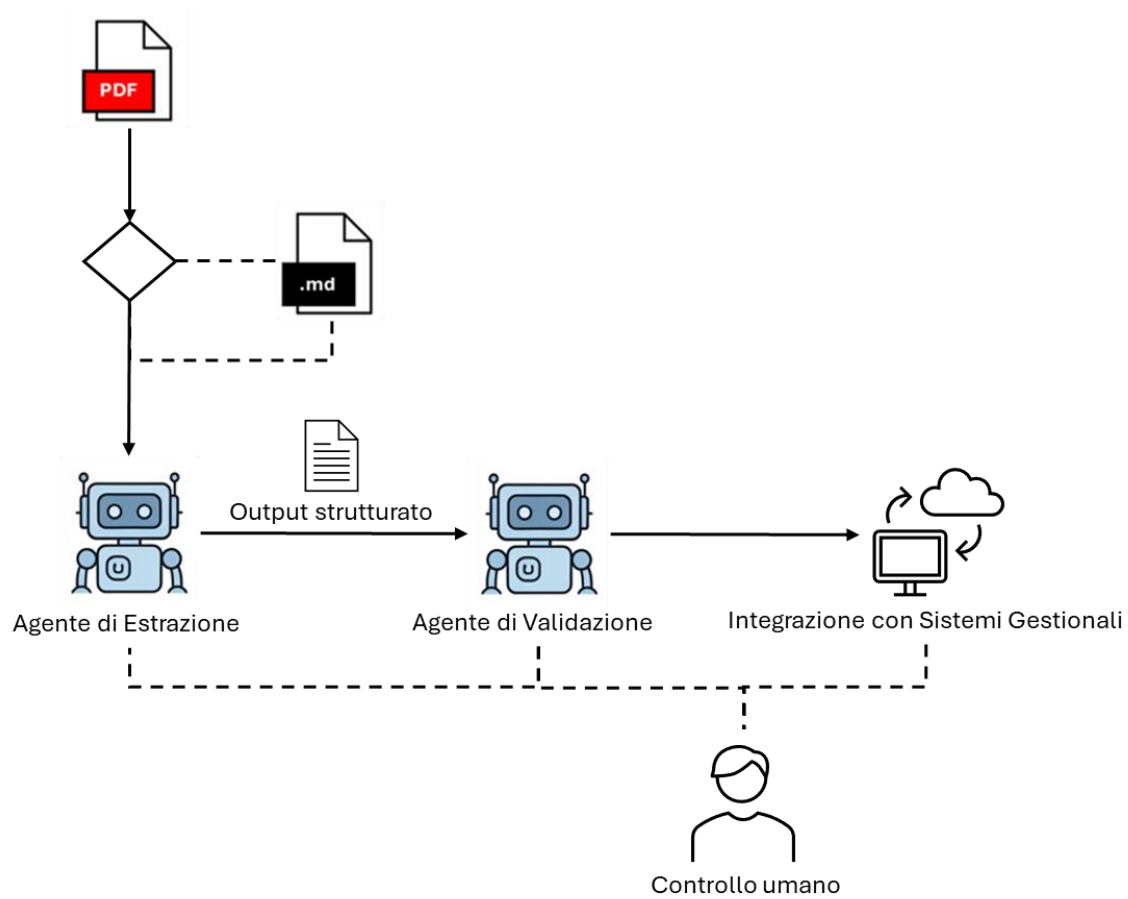 PDF
.md
Output strutturato
Agente di Estrazione
Agente di Validazione
Integrazione con Sistemi Gestionali
Controllo umano